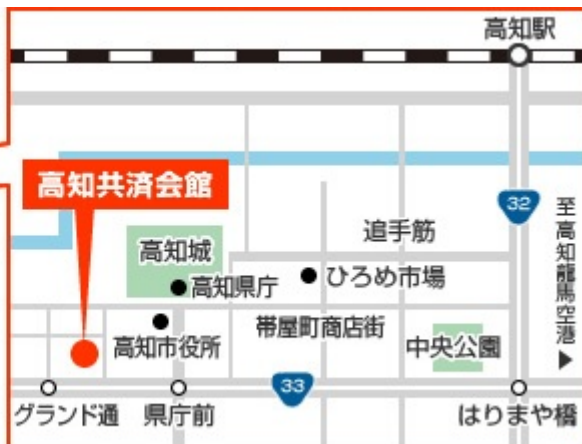 高知駅
高知共済会館
32
至高知龍馬空港▶
追手筋
高知城
高知県庁
ひろめ市場
高知市役所
帯屋町商店街
中央公園
33
グランド通
県庁前
はりまや橋